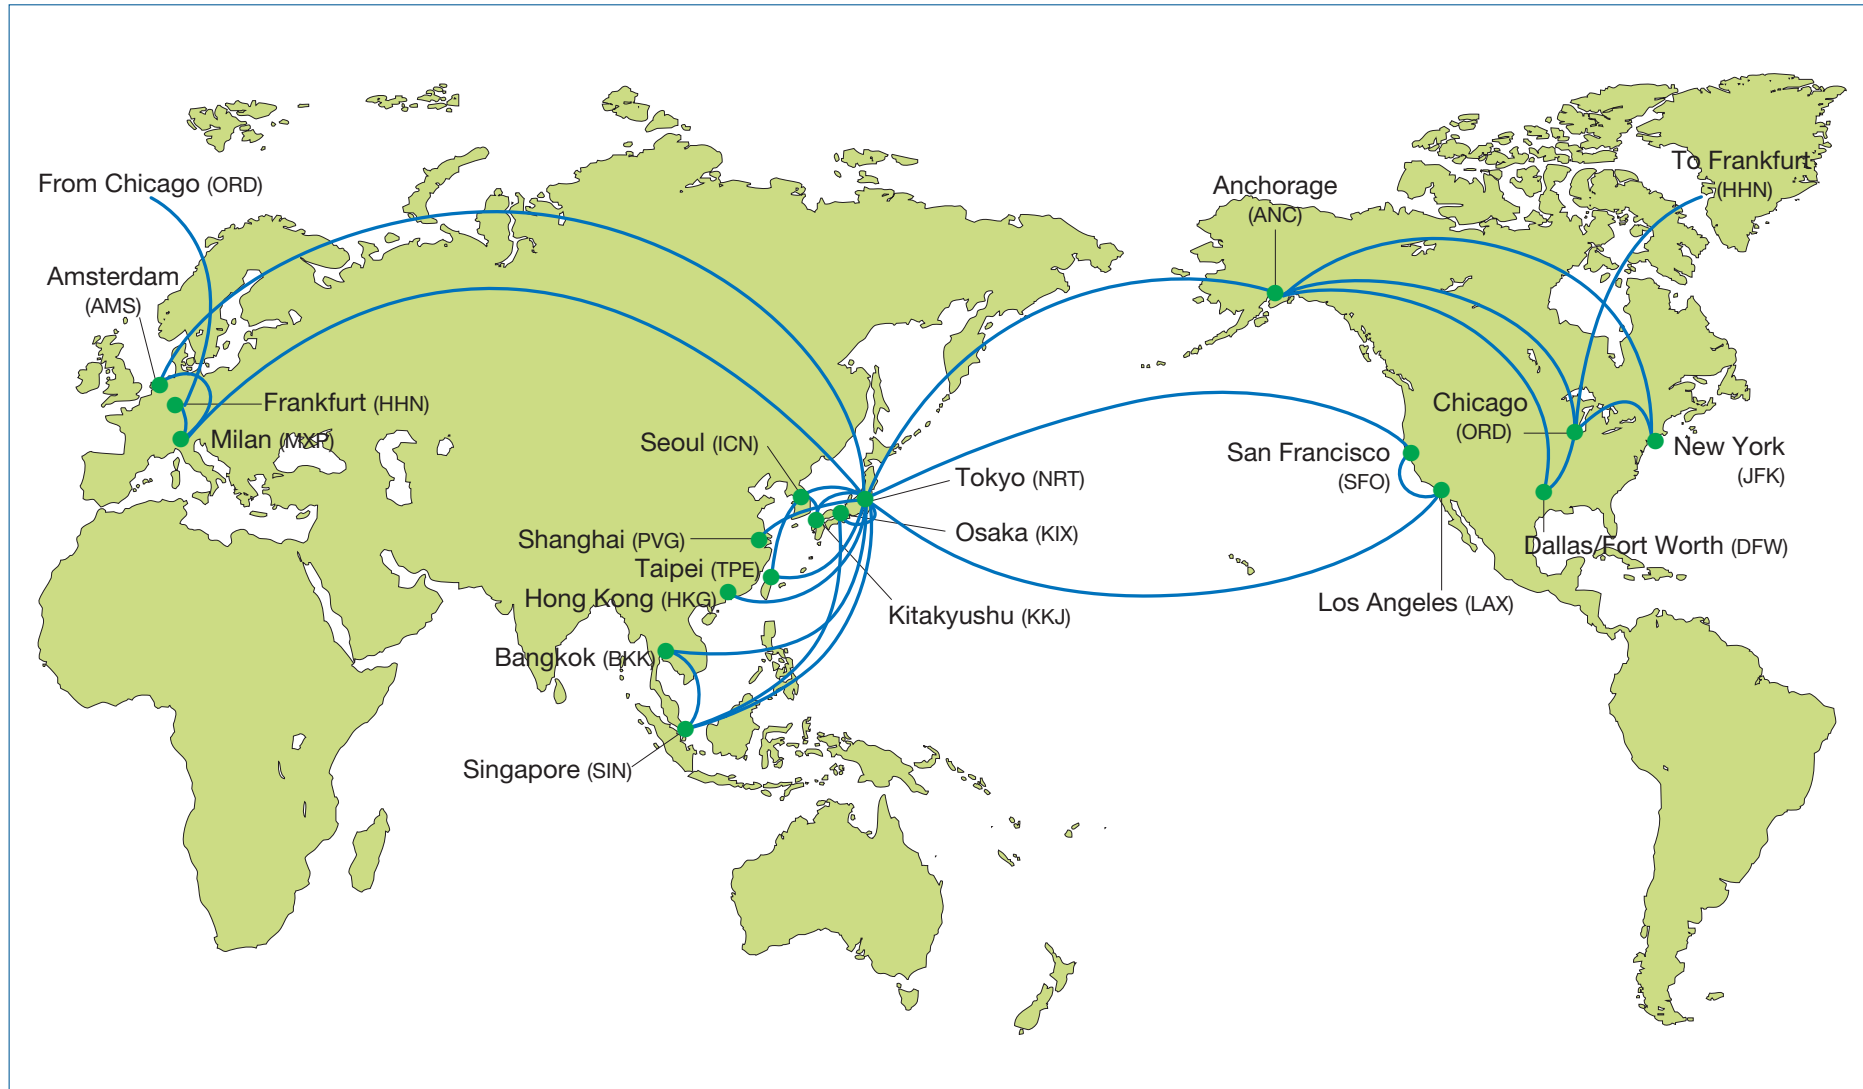 From Chicago (ORD)
Amsterdam
(AMS)
Frankfurt (HHN)
Milan (MXP)
Seoul (ICN)
Tokyo (NRT)
Shanghai (PVG)
Osaka (KIX)
Taipei (TPE)
Hong Kong (HKG)
Kitakyushu (KKJ)
Bangkok (BKK)
Singapore (SIN)
Anchorage
(ANC)
To Frankfurt
(HHN)
Chicago
(ORD)
San Francisco
(SFO)
New York
(JFK)
Dallas/Fort Worth (DFW)
Los Angeles (LAX)